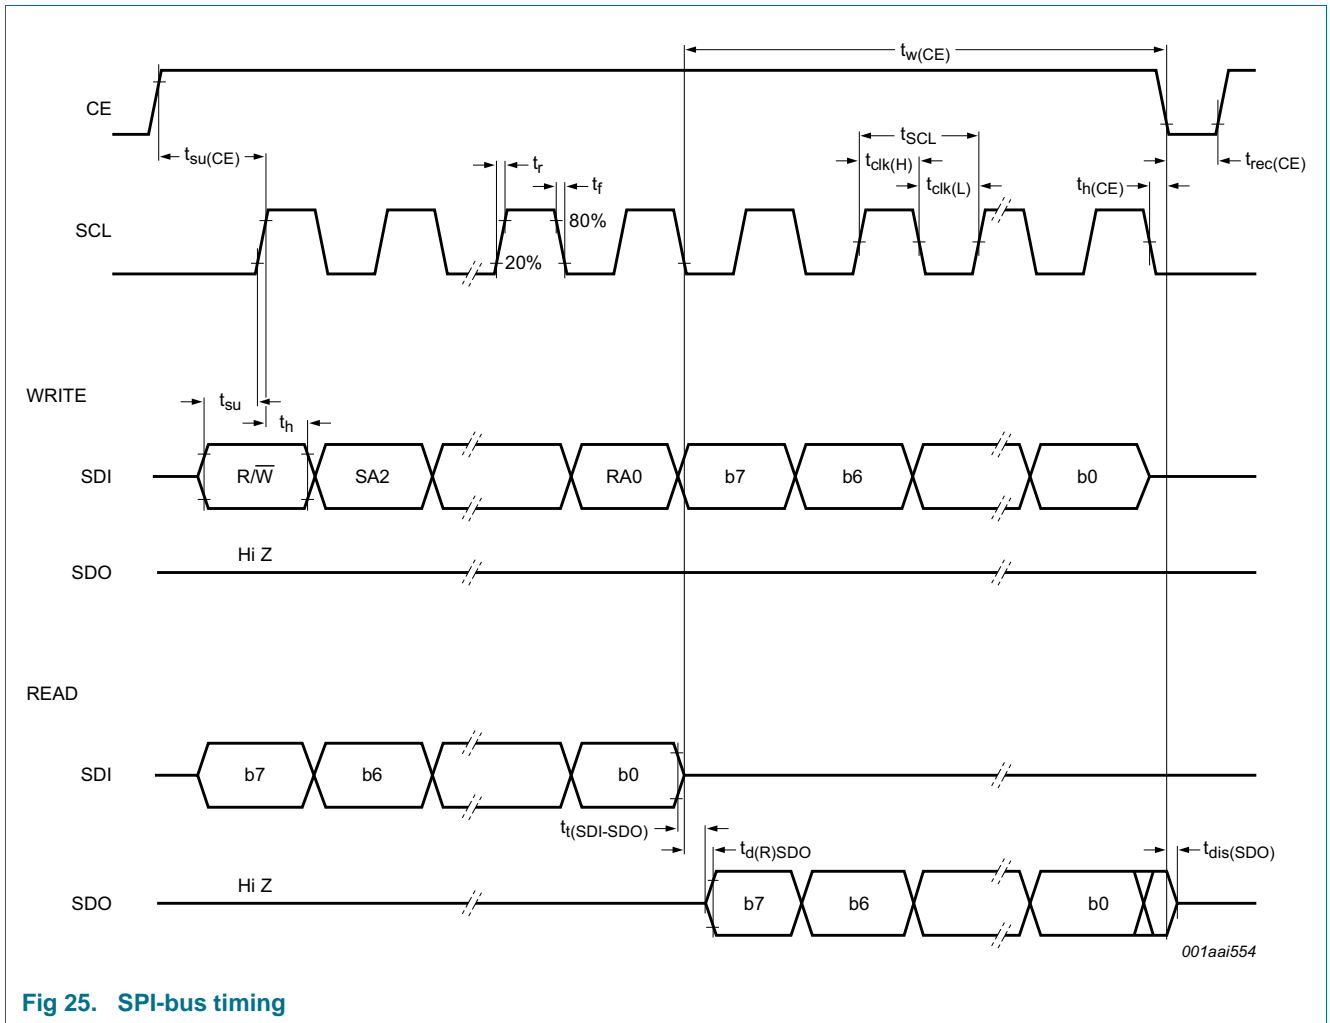 tw(CE)
CE
tSCL
tsu(CE)
tr
tclk(H)
trec(CE)
tf
tclk(L)
th(CE)
SCL
80%
20%
WRITE
tsu
th
SDI R/W̅ SA2 RA0 b7 b6 b0
Hi Z
SDO
READ
SDI b7 b6 b0
tt(SDI-SDO)
td(R)SDO
tdis(SDO)
Hi Z
SDO b7 b6 b0
001aai554
Fig 25. SPI-bus timing